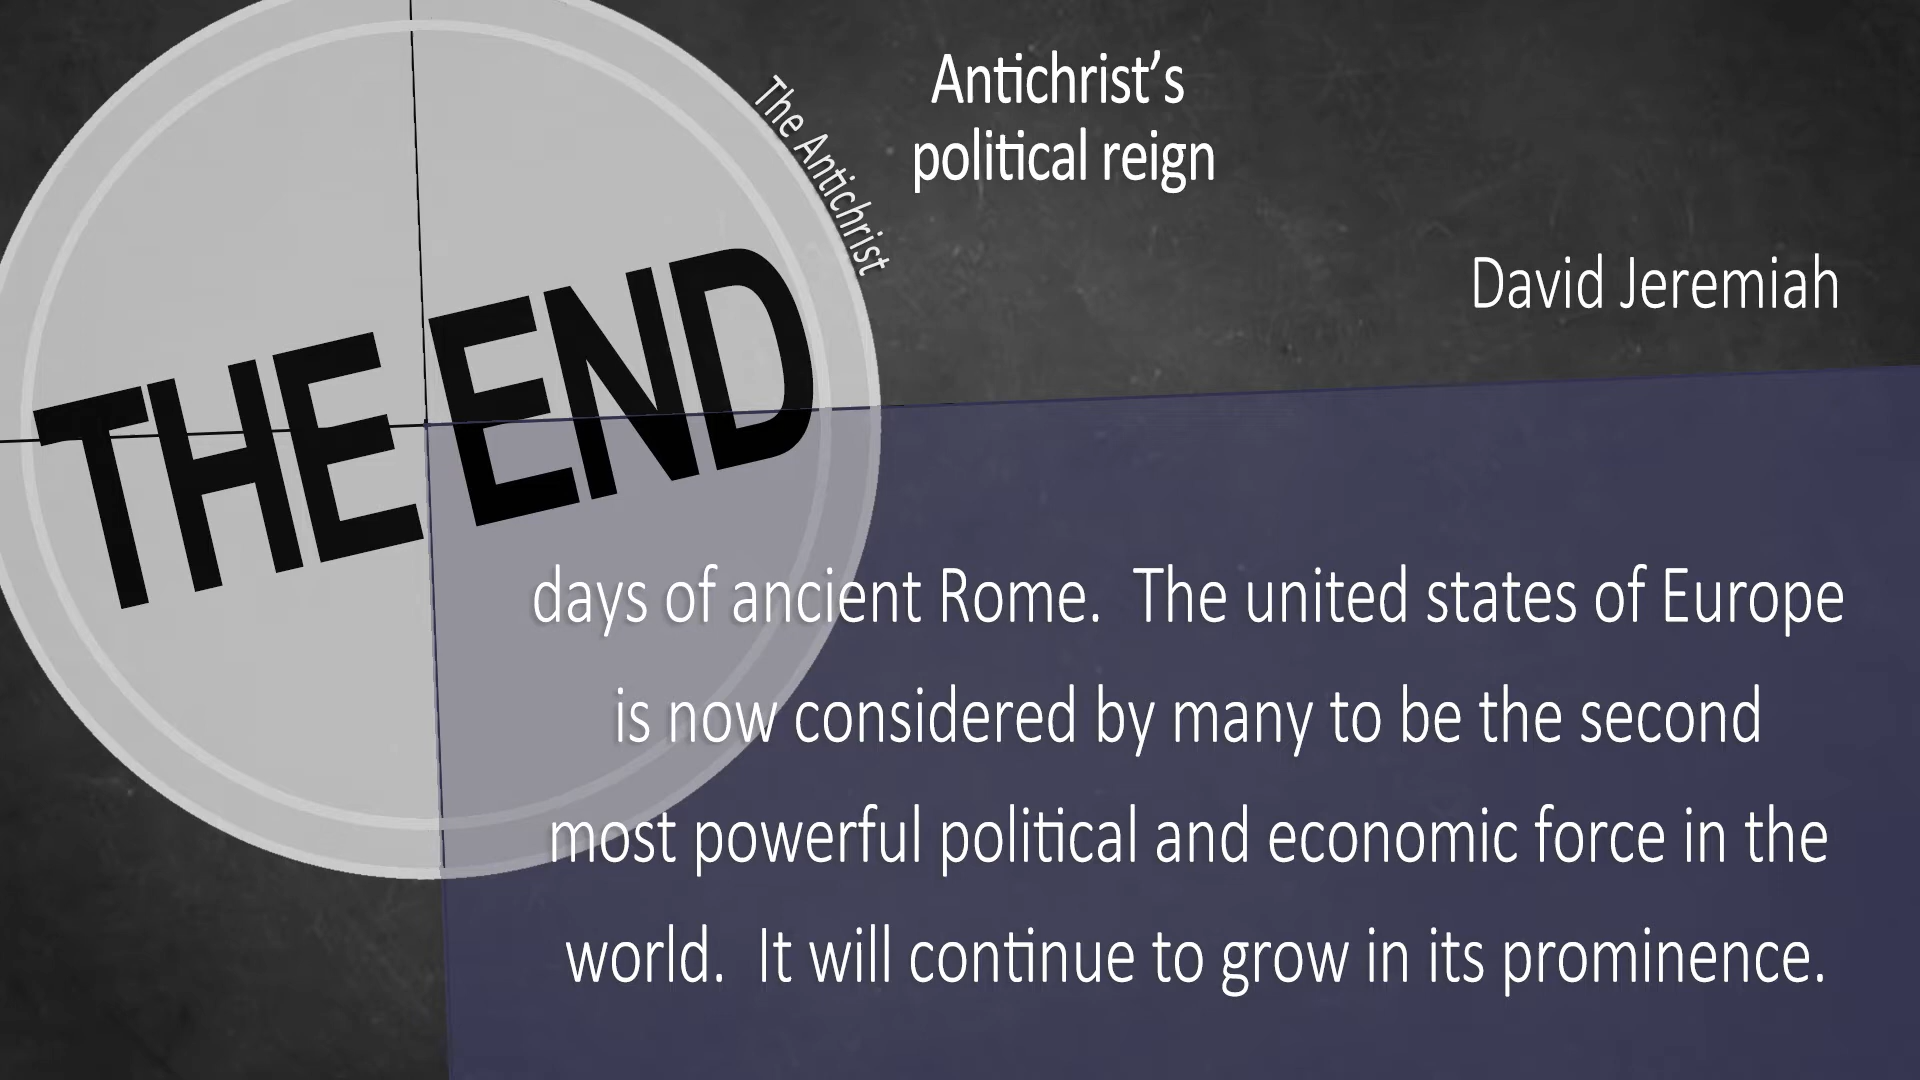 Antichrist’s
political reign
The Antichrist
David Jeremiah
THE END
days of ancient Rome.  The united states of Europe
is now considered by many to be the second
most powerful political and economic force in the
world.  It will continue to grow in its prominence.